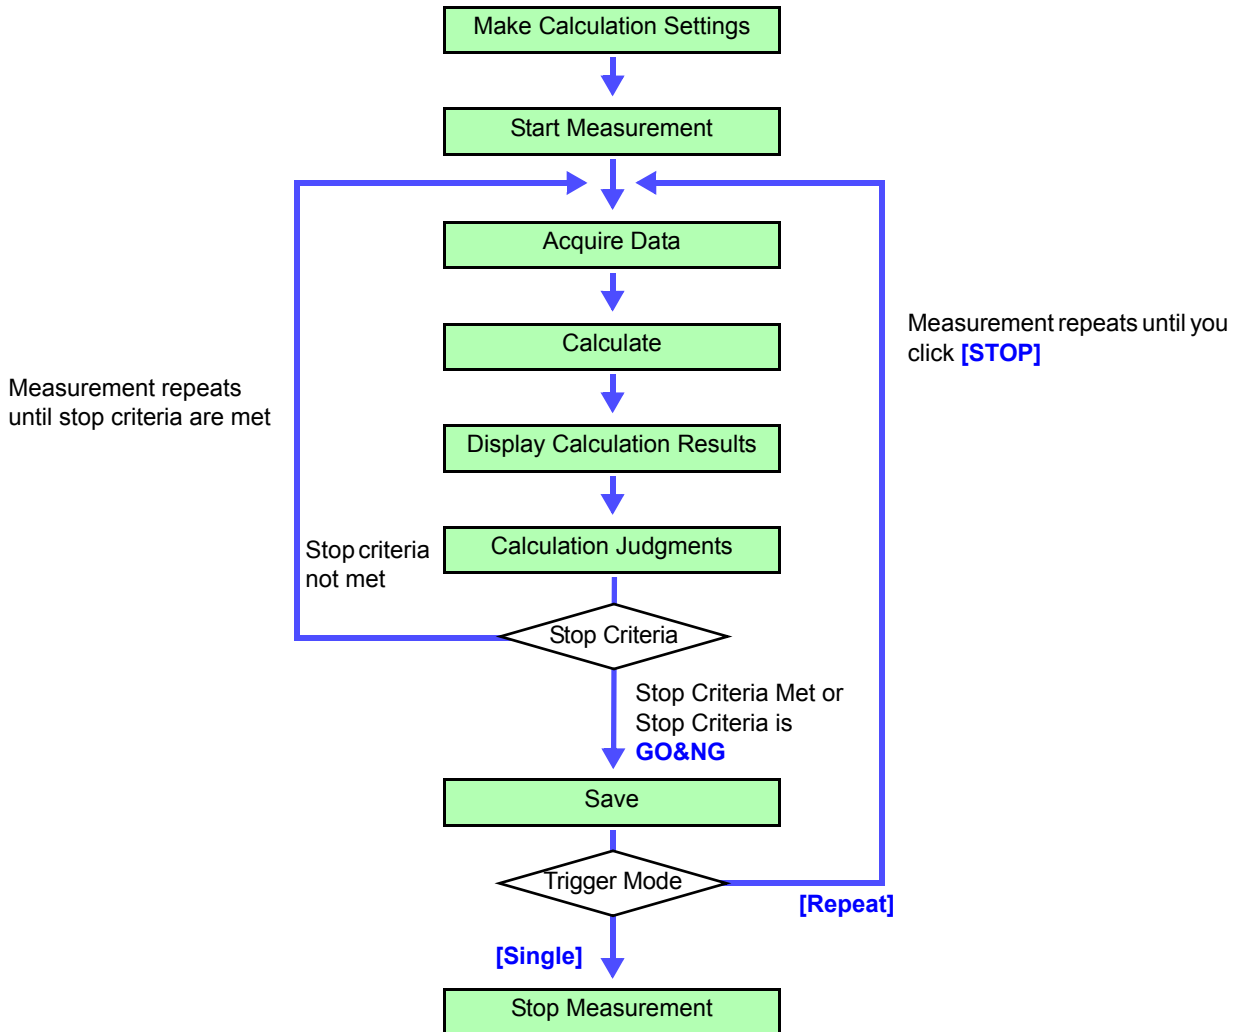 Make Calculation Settings
Start Measurement
Acquire Data
Measurement repeats until you
click [STOP]
Calculate
Measurement repeats
until stop criteria are met
Display Calculation Results
Calculation Judgments
Stop criteria
not met
Stop Criteria
Stop Criteria Met or
Stop Criteria is
GO&NG
Save
Trigger Mode
[Repeat]
[Single]
Stop Measurement